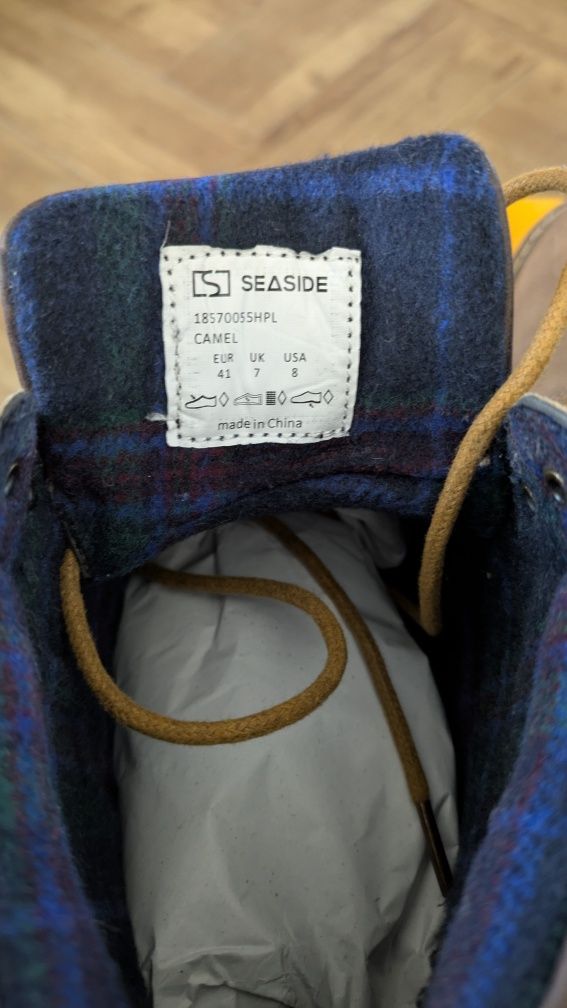 [S] SEASIDE
18570055HPL
CAMEL
EUR UK USA
41 7 8
made in China